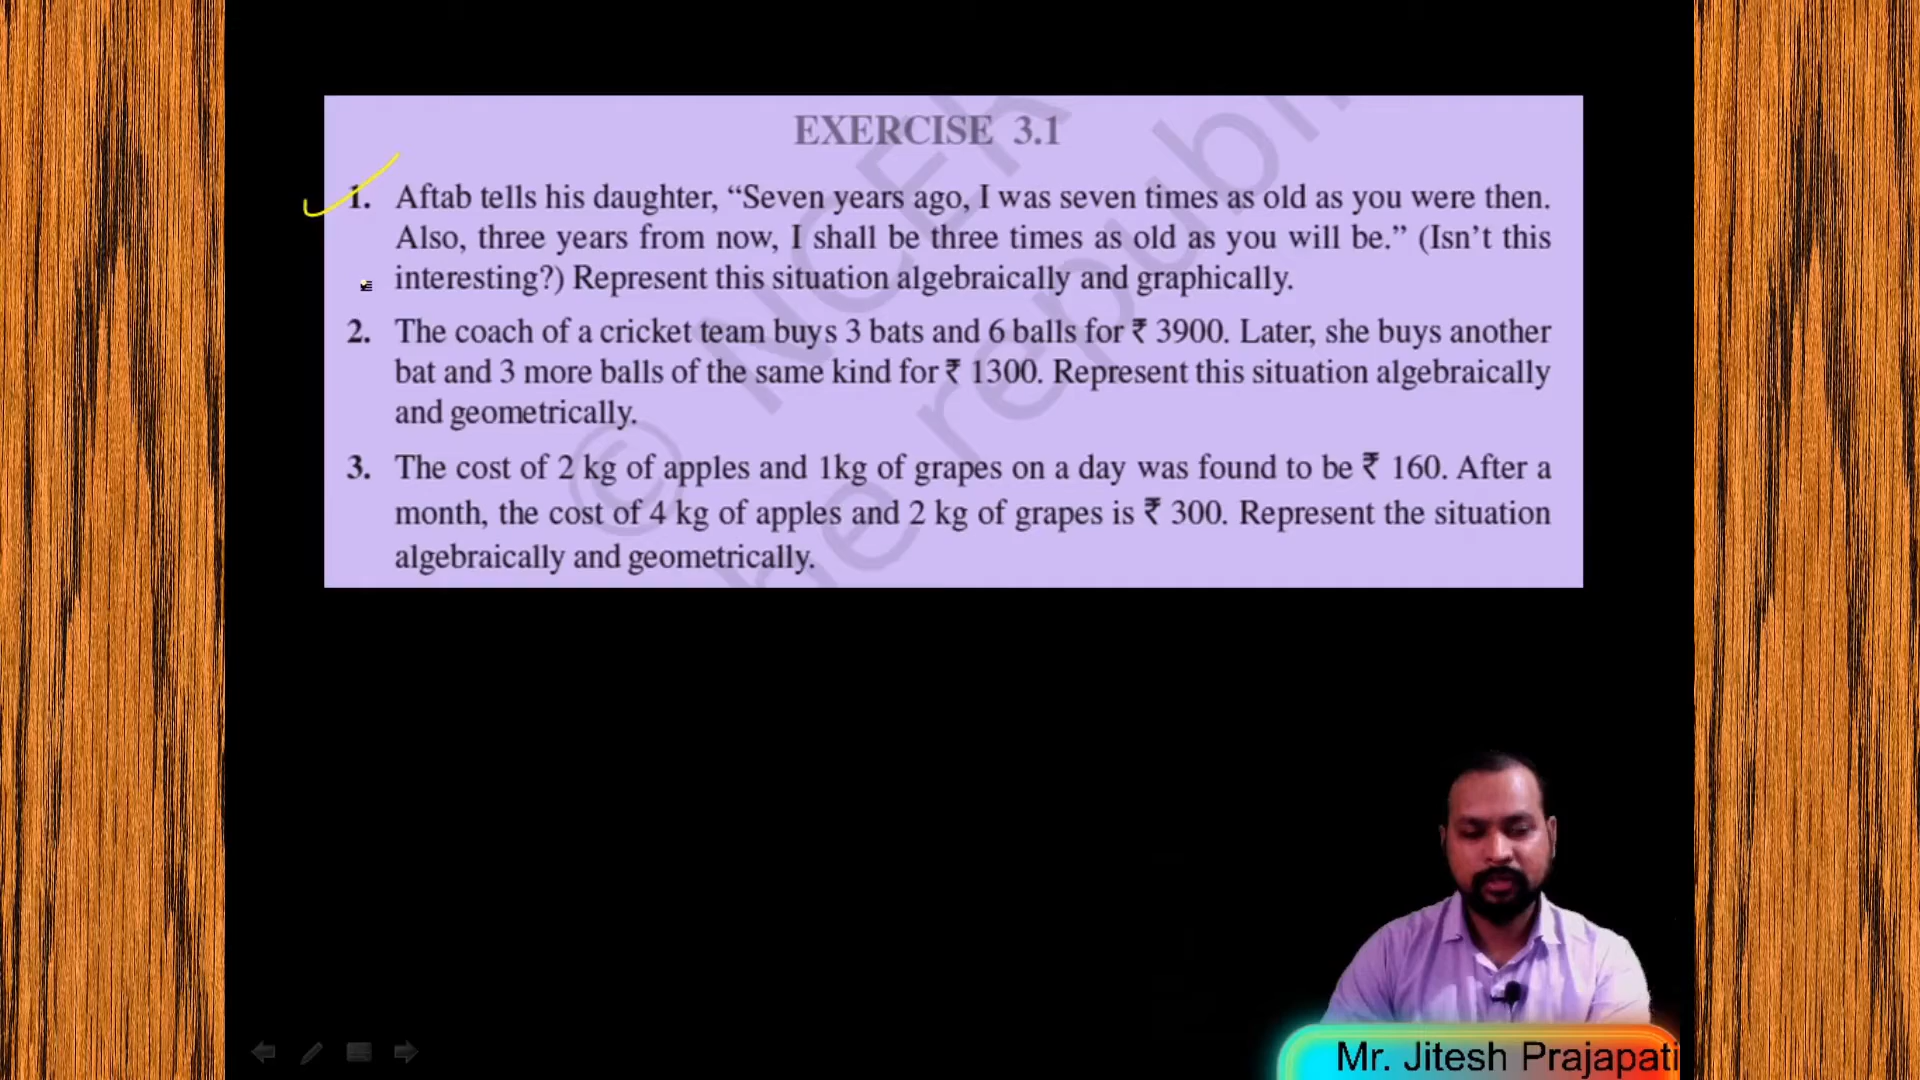 EXERCISE 3.1
1. Aftab tells his daughter, “Seven years ago, I was seven times as old as you were then.
Also, three years from now, I shall be three times as old as you will be.” (Isn’t this
interesting?) Represent this situation algebraically and graphically.
2. The coach of a cricket team buys 3 bats and 6 balls for ₹ 3900. Later, she buys another
bat and 3 more balls of the same kind for ₹ 1300. Represent this situation algebraically
and geometrically.
3. The cost of 2 kg of apples and 1kg of grapes on a day was found to be ₹ 160. After a
month, the cost of 4 kg of apples and 2 kg of grapes is ₹ 300. Represent the situation
algebraically and geometrically.
Mr. Jitesh Prajapati